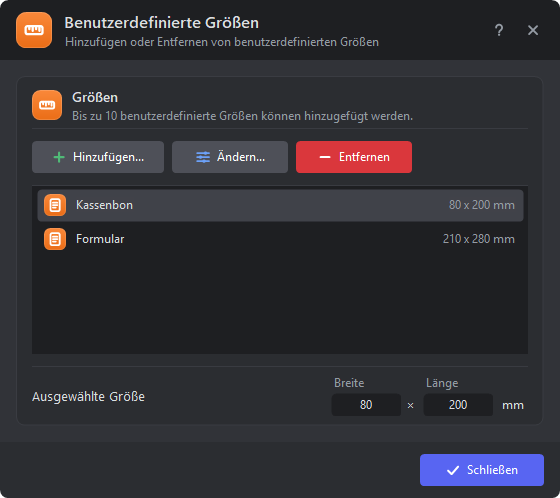 Benutzerdefinierte Größen
Hinzufügen oder Entfernen von benutzerdefinierten Größen
?
Größen
Bis zu 10 benutzerdefinierte Größen können hinzugefügt werden.
Hinzufügen... Ändern... Entfernen
Kassenbon 80 x 200 mm
Formular 210 x 280 mm
Breite Länge
Ausgewählte Größe 80 × 200 mm
Schließen